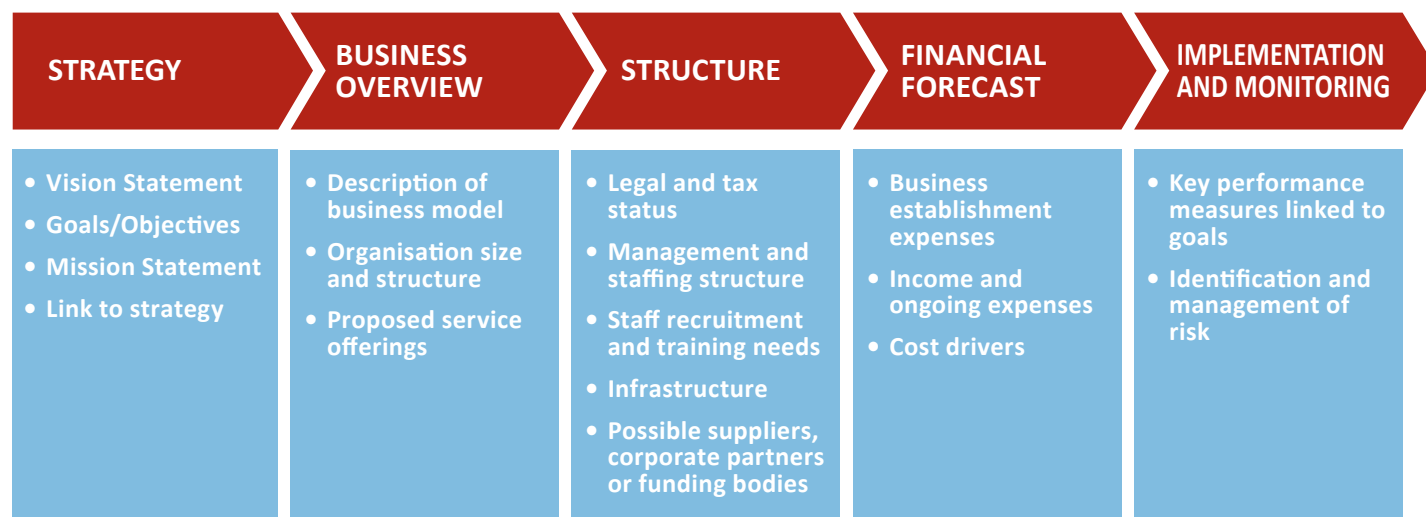 STRATEGY
BUSINESS
OVERVIEW
STRUCTURE
FINANCIAL
FORECAST
IMPLEMENTATION
AND MONITORING
• Vision Statement
• Goals/Objectives
• Mission Statement
• Link to strategy
• Description of
business model
• Organisation size
and structure
• Proposed service
offerings
• Legal and tax
status
• Management and
staffing structure
• Staff recruitment
and training needs
• Infrastructure
• Possible suppliers,
corporate partners
or funding bodies
• Business
establishment
expenses
• Income and
ongoing expenses
• Cost drivers
• Key performance
measures linked to
goals
• Identification and
management of
risk